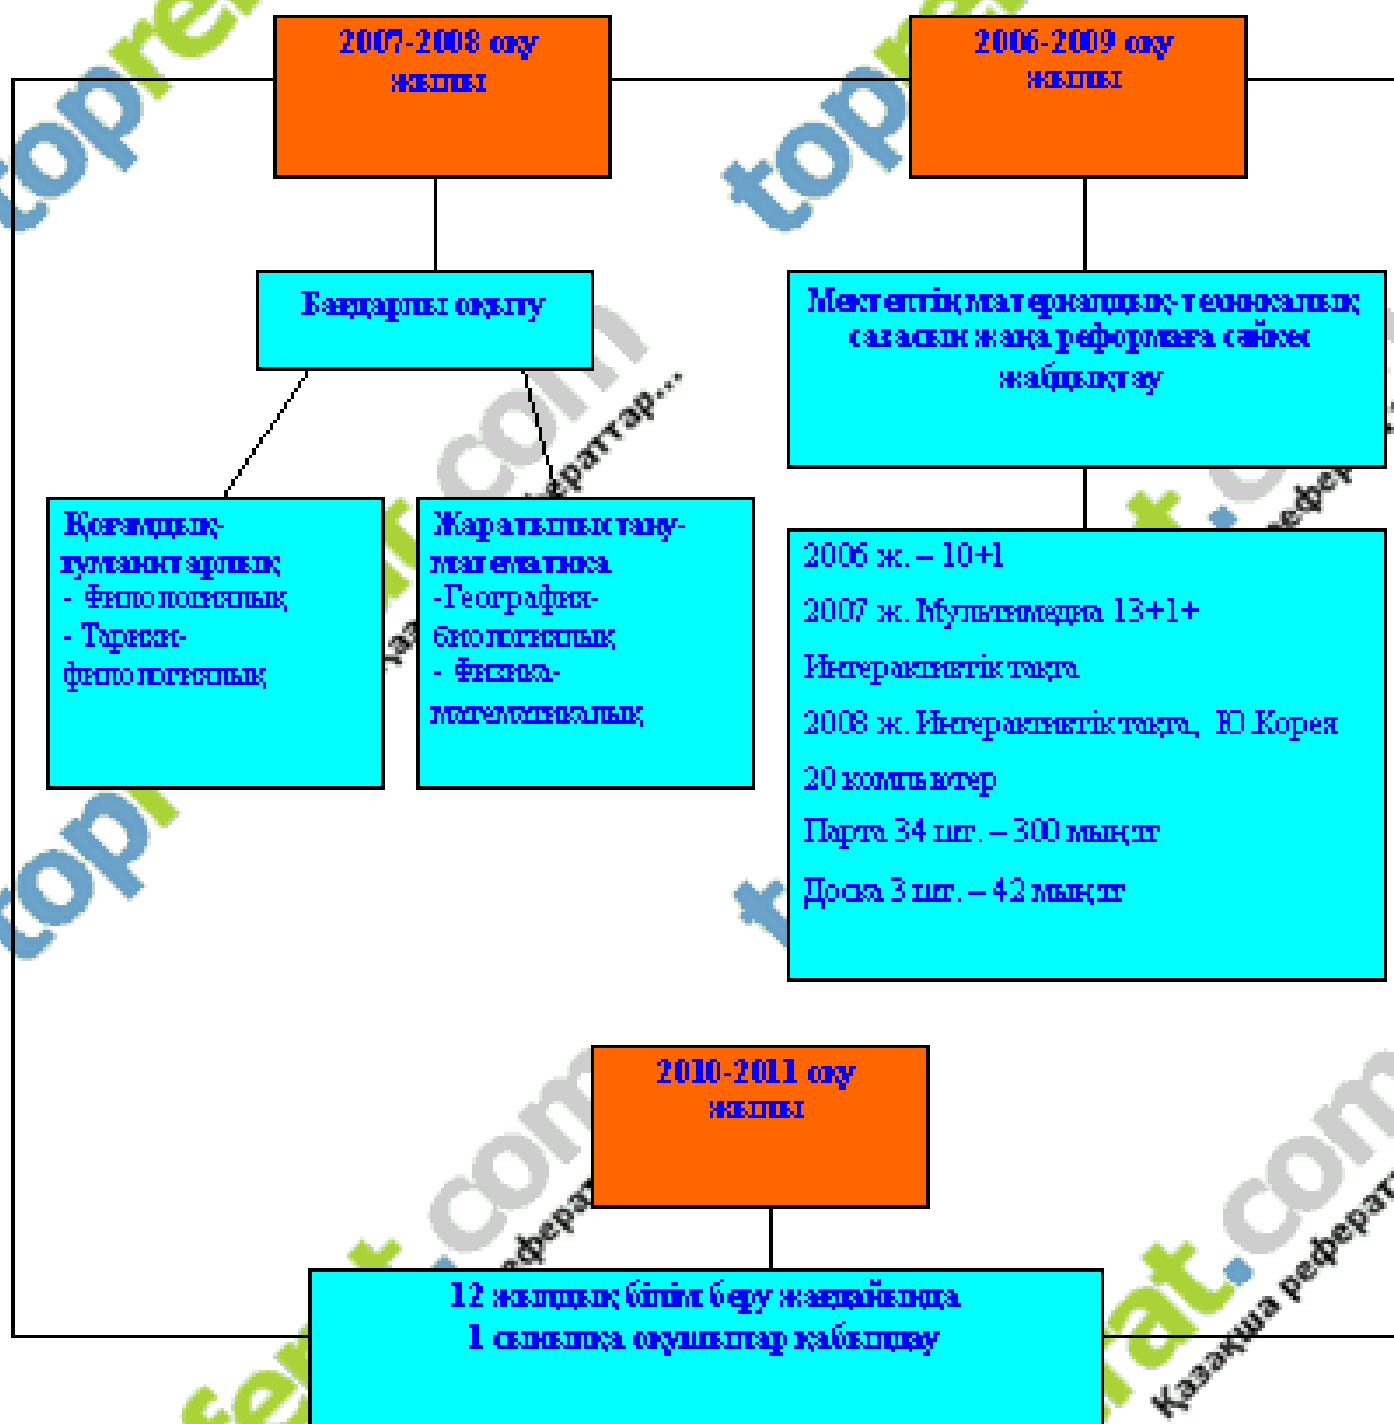 2007-2008 оқу
жылы
2006-2009 оқу
жылы
Бағдарлы оқыту
Мектептің материалдық-техникалық
сапасын жаңа реформаға сәйкес
жабдықтау
Қоғамдық-
гуманитарлық
- Филологиялық
- Тарихи-
филологиялық
Жаратылыстану-
математика
-География-
биологиялық
- Физика-
математикалық
2006 ж. – 10+1
2007 ж. Мультимедиа 13+1+
Интерактивтік тақта
2008 ж. Интерактивтік тақта, Ю.Корея
20 компьютер
Парта 34 шт. – 300 мың тг
Доска 3 шт. – 42 мың тг
2010-2011 оқу
жылы
12 жылдық білім беру жағдайында
1 сыныпқа оқушылар қабылдау
Қазақша реферат